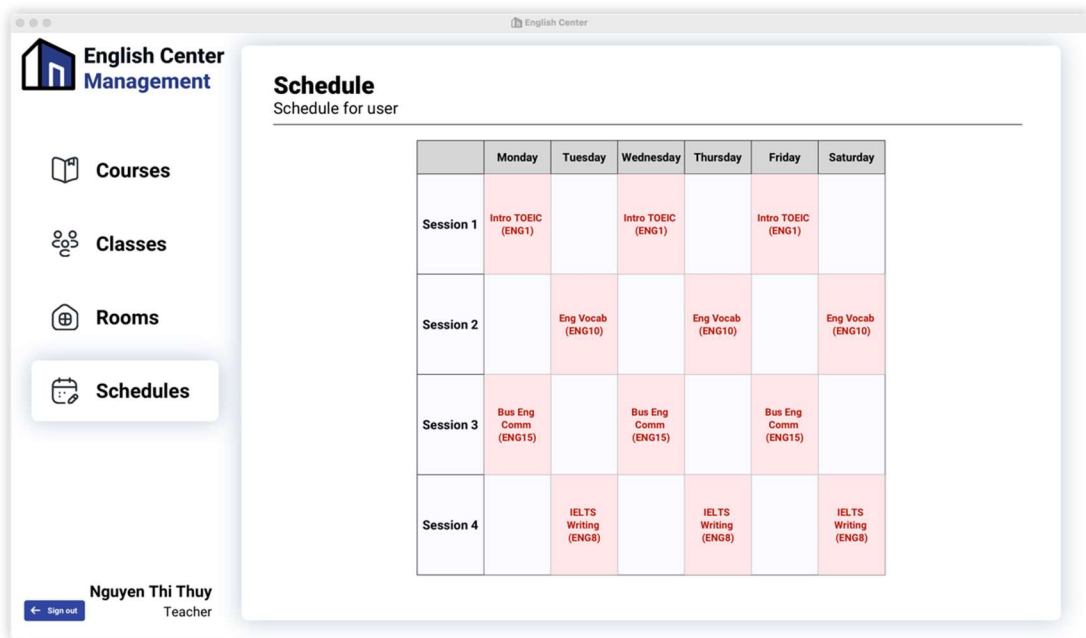 English Center
English Center
Management
Courses
Classes
Rooms
Schedules
Nguyen Thi Thuy
Teacher
← Sign out
Schedule
Schedule for user
Monday Tuesday Wednesday Thursday Friday Saturday
Session 1
Intro TOEIC
(ENG1)
Intro TOEIC
(ENG1)
Intro TOEIC
(ENG1)
Session 2
Eng Vocab
(ENG10)
Eng Vocab
(ENG10)
Eng Vocab
(ENG10)
Session 3
Bus Eng
Comm
(ENG15)
Bus Eng
Comm
(ENG15)
Bus Eng
Comm
(ENG15)
Session 4
IELTS
Writing
(ENG8)
IELTS
Writing
(ENG8)
IELTS
Writing
(ENG8)